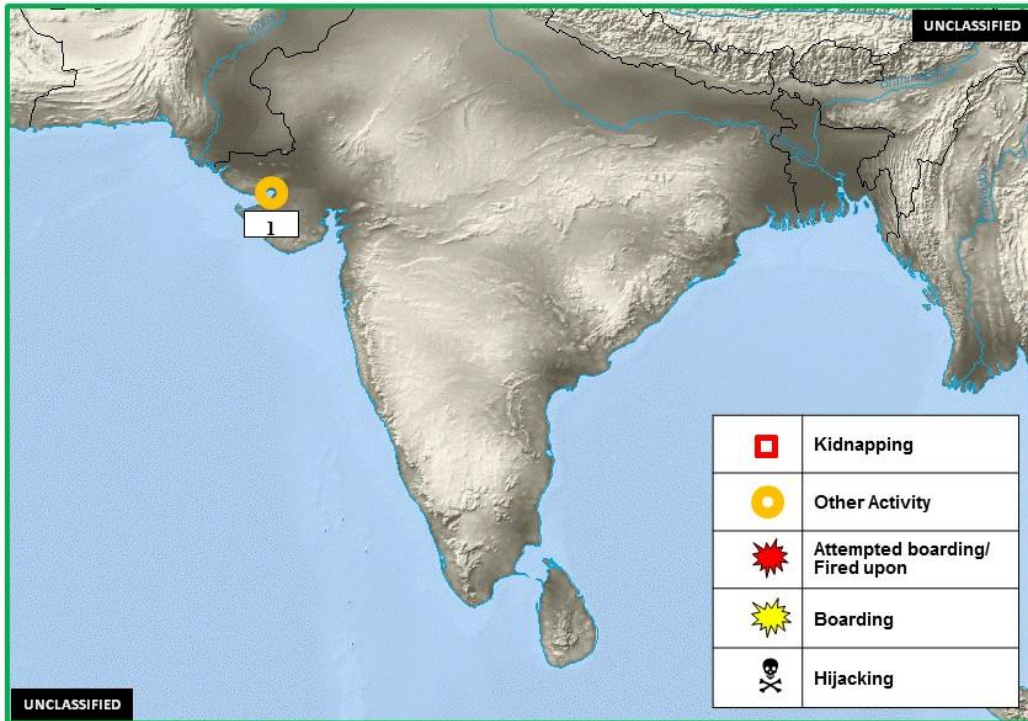 UNCLASSIFIED
1
Kidnapping
Other Activity
Attempted boarding/
Fired upon
Boarding
Hijacking
UNCLASSIFIED